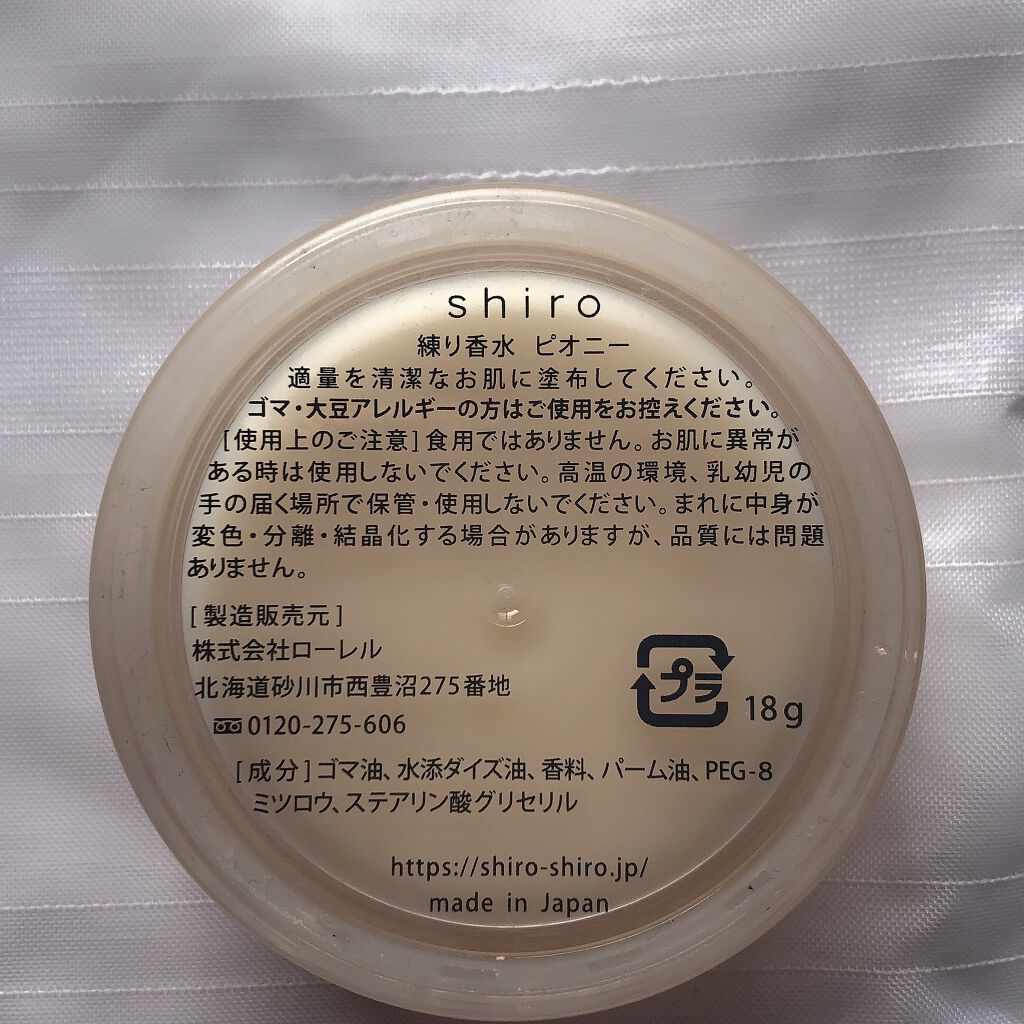 shiro
練り香水 ピオニー
適量を清潔なお肌に塗布してください。
ゴマ・大豆アレルギーの方はご使用をお控えください。
[使用上のご注意]食用ではありません。お肌に異常が
ある時は使用しないでください。高温の環境、乳幼児の
手の届く場所で保管・使用しないでください。まれに中身が
変色・分離・結晶化する場合がありますが、品質には問題
ありません。
[製造販売元]
株式会社ローレル
北海道砂川市西豊沼275番地
0120-275-606
プラ 18g
[成分]ゴマ油、水添ダイズ油、香料、パーム油、PEG-8
ミツロウ、ステアリン酸グリセリル
https://shiro-shiro.jp/
made in Japan